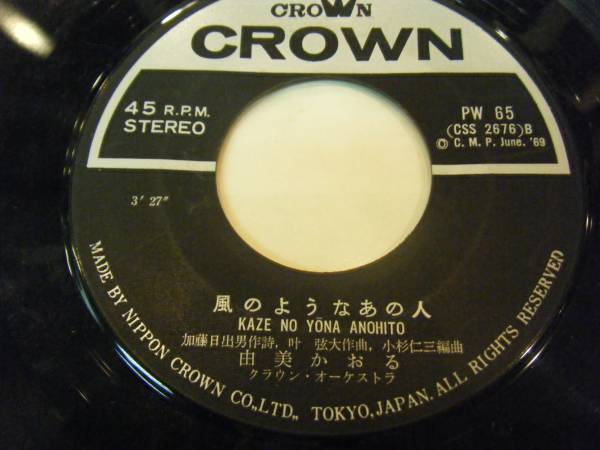 CROWN
CROWN
45 R.P.M.
STEREO
PW 65
(CSS 2676)B
Ⓒ C. M. P. June. '69
3′ 27″
風のようなあの人
KAZE NO YŌNA ANOHITO
加藤日出男作詩, 叶 弦大作曲, 小杉仁三編曲
由美かおる
クラウン・オーケストラ
MADE BY NIPPON CROWN CO.,LTD., TOKYO,JAPAN. ALL RIGHTS RESERVED